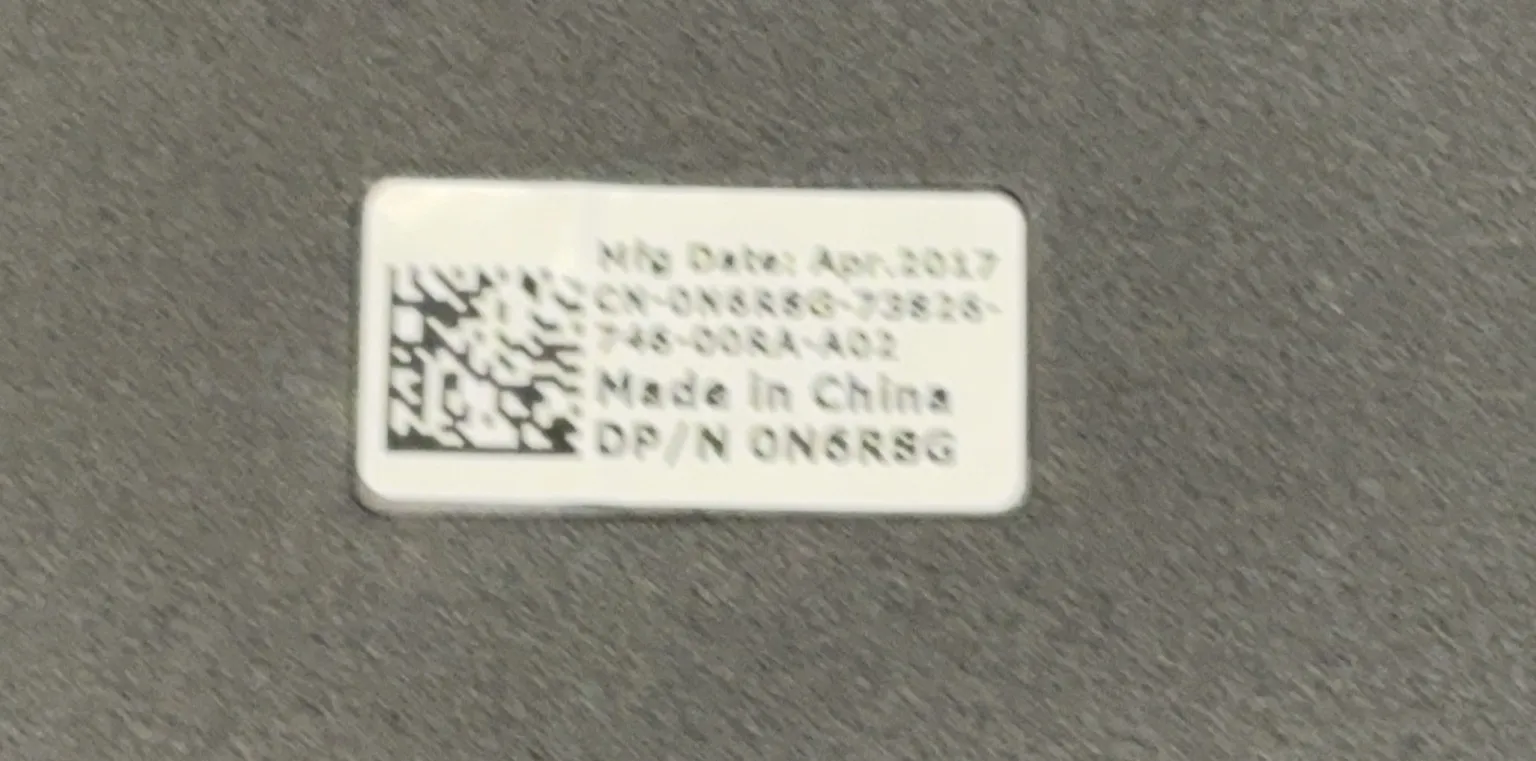 Mfg Date: Apr.2017
CN-0N6R8G-73826-
746-00RA-A02
Made in China
DP/N 0N6R8G